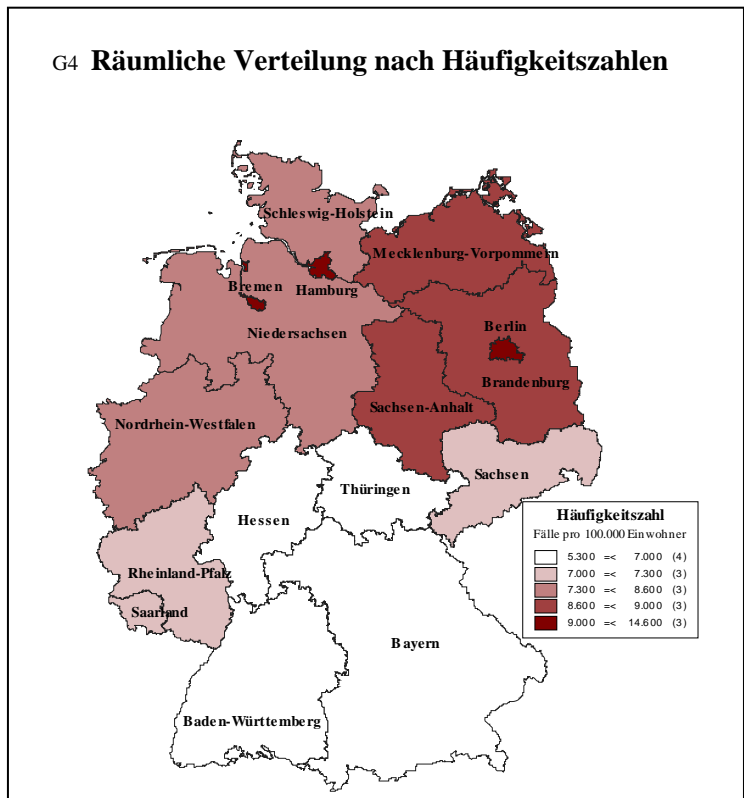 G4 Räumliche Verteilung nach Häufigkeitszahlen
Schleswig-Holstein
Mecklenburg-Vorpommern
Bremen
Hamburg
Niedersachsen
Berlin
Brandenburg
Sachsen-Anhalt
Nordrhein-Westfalen
Sachsen
Thüringen
Hessen
Rheinland-Pfalz
Saarland
Bayern
Baden-Württemberg
Häufigkeitszahl
Fälle pro 100.000 Einwohner
5.300 =< 7.000 (4)
7.000 =< 7.300 (3)
7.300 =< 8.600 (3)
8.600 =< 9.000 (3)
9.000 =< 14.600 (3)